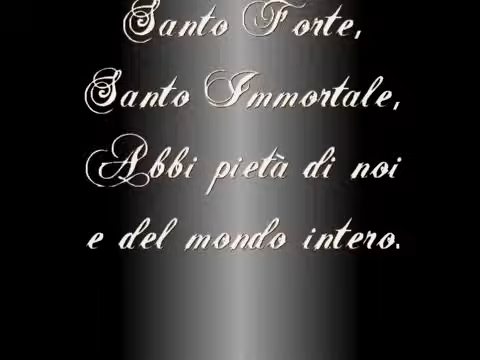 Santo Forte,
Santo Immortale,
Abbi pietà di noi
e del mondo intero.